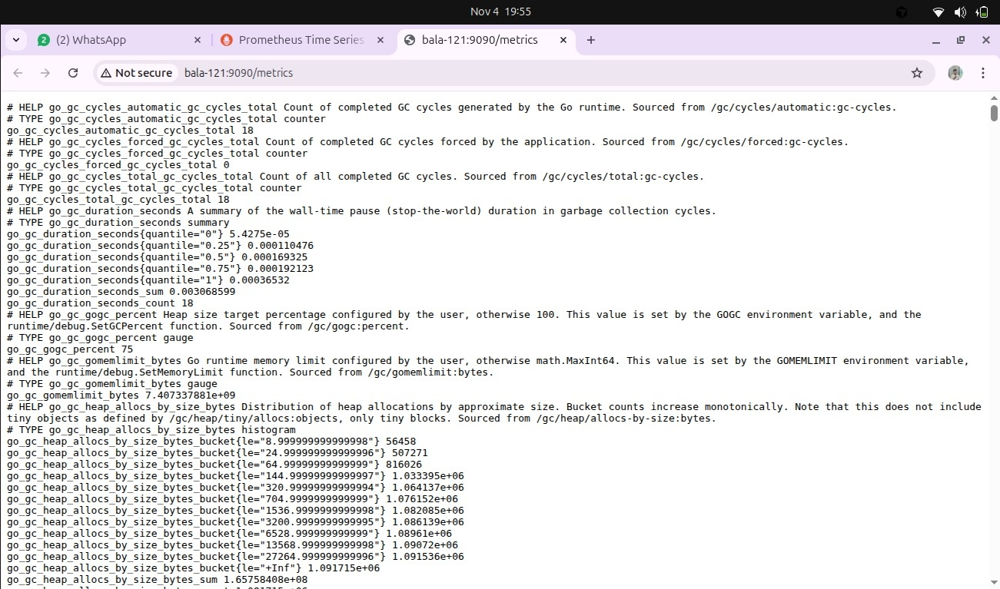 Nov 4 19:55
2 (2) WhatsApp
Prometheus Time Series
bala-121:9090/metrics
Not secure bala-121:9090/metrics
# HELP go_gc_cycles_automatic_gc_cycles_total Count of completed GC cycles generated by the Go runtime. Sourced from /gc/cycles/automatic:gc-cycles.
# TYPE go_gc_cycles_automatic_gc_cycles_total counter
go_gc_cycles_automatic_gc_cycles_total 18
# HELP go_gc_cycles_forced_gc_cycles_total Count of completed GC cycles forced by the application. Sourced from /gc/cycles/forced:gc-cycles.
# TYPE go_gc_cycles_forced_gc_cycles_total counter
go_gc_cycles_forced_gc_cycles_total 0
# HELP go_gc_cycles_total_gc_cycles_total Count of all completed GC cycles. Sourced from /gc/cycles/total:gc-cycles.
# TYPE go_gc_cycles_total_gc_cycles_total counter
go_gc_cycles_total_gc_cycles_total 18
# HELP go_gc_duration_seconds A summary of the wall-time pause (stop-the-world) duration in garbage collection cycles.
# TYPE go_gc_duration_seconds summary
go_gc_duration_seconds{quantile="0"} 5.4275e-05
go_gc_duration_seconds{quantile="0.25"} 0.000110476
go_gc_duration_seconds{quantile="0.5"} 0.000169325
go_gc_duration_seconds{quantile="0.75"} 0.000192123
go_gc_duration_seconds{quantile="1"} 0.00036532
go_gc_duration_seconds_sum 0.003068599
go_gc_duration_seconds_count 18
# HELP go_gc_gogc_percent Heap size target percentage configured by the user, otherwise 100. This value is set by the GOGC environment variable, and the
runtime/debug.SetGCPercent function. Sourced from /gc/gogc:percent.
# TYPE go_gc_gogc_percent gauge
go_gc_gogc_percent 75
# HELP go_gc_gomemlimit_bytes Go runtime memory limit configured by the user, otherwise math.MaxInt64. This value is set by the GOMEMLIMIT environment variable,
and the runtime/debug.SetMemoryLimit function. Sourced from /gc/gomemlimit:bytes.
# TYPE go_gc_gomemlimit_bytes gauge
go_gc_gomemlimit_bytes 7.407337881e+09
# HELP go_gc_heap_allocs_by_size_bytes Distribution of heap allocations by approximate size. Bucket counts increase monotonically. Note that this does not include
tiny objects as defined by /gc/heap/tiny/allocs:objects, only tiny blocks. Sourced from /gc/heap/allocs-by-size:bytes.
# TYPE go_gc_heap_allocs_by_size_bytes histogram
go_gc_heap_allocs_by_size_bytes_bucket{le="8.999999999999998"} 56458
go_gc_heap_allocs_by_size_bytes_bucket{le="24.999999999999996"} 507271
go_gc_heap_allocs_by_size_bytes_bucket{le="64.99999999999999"} 816026
go_gc_heap_allocs_by_size_bytes_bucket{le="144.99999999999997"} 1.033395e+06
go_gc_heap_allocs_by_size_bytes_bucket{le="320.99999999999994"} 1.064137e+06
go_gc_heap_allocs_by_size_bytes_bucket{le="704.9999999999999"} 1.076152e+06
go_gc_heap_allocs_by_size_bytes_bucket{le="1536.9999999999998"} 1.082085e+06
go_gc_heap_allocs_by_size_bytes_bucket{le="3200.9999999999995"} 1.086139e+06
go_gc_heap_allocs_by_size_bytes_bucket{le="6528.999999999999"} 1.08961e+06
go_gc_heap_allocs_by_size_bytes_bucket{le="13568.999999999998"} 1.09072e+06
go_gc_heap_allocs_by_size_bytes_bucket{le="27264.999999999996"} 1.091536e+06
go_gc_heap_allocs_by_size_bytes_bucket{le="+Inf"} 1.091715e+06
go_gc_heap_allocs_by_size_bytes_sum 1.65758408e+08